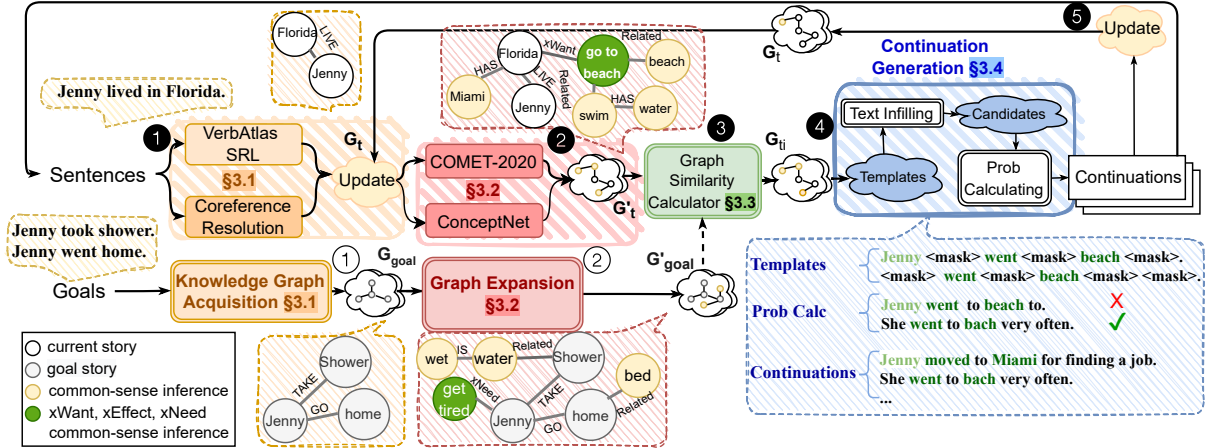 Florida
LIVE
Jenny
Jenny lived in Florida.
Sentences
1
VerbAtlas
SRL
§3.1
Coreference
Resolution
Gt
Update
COMET-2020
§3.2
ConceptNet
2
G't
Florida
xWant
go to
beach
Related
beach
HAS
LIVE
Related
Miami
Jenny
swim
HAS
water
3
Graph
Similarity
Calculator §3.3
Gti
4
Gt
Continuation
Generation §3.4
5
Update
Text Infilling
Candidates
Templates
Prob
Calculating
Continuations
Jenny took shower.
Jenny went home.
Goals
Knowledge Graph
Acquisition §3.1
1
Ggoal
Graph Expansion
§3.2
2
G'goal
current story
goal story
common-sense inference
xWant, xEffect, xNeed
common-sense inference
Shower
TAKE
Jenny
GO
home
wet
IS
water
Related
Shower
get
tired
xNeed
TAKE
bed
Jenny
GO
home
Related
Templates
Jenny <mask> went <mask> beach <mask>.
<mask> went <mask> beach <mask> <mask>.
Prob Calc
Jenny went to beach to.
She went to bach very often.
Continuations
Jenny moved to Miami for finding a job.
She went to bach very often.
...